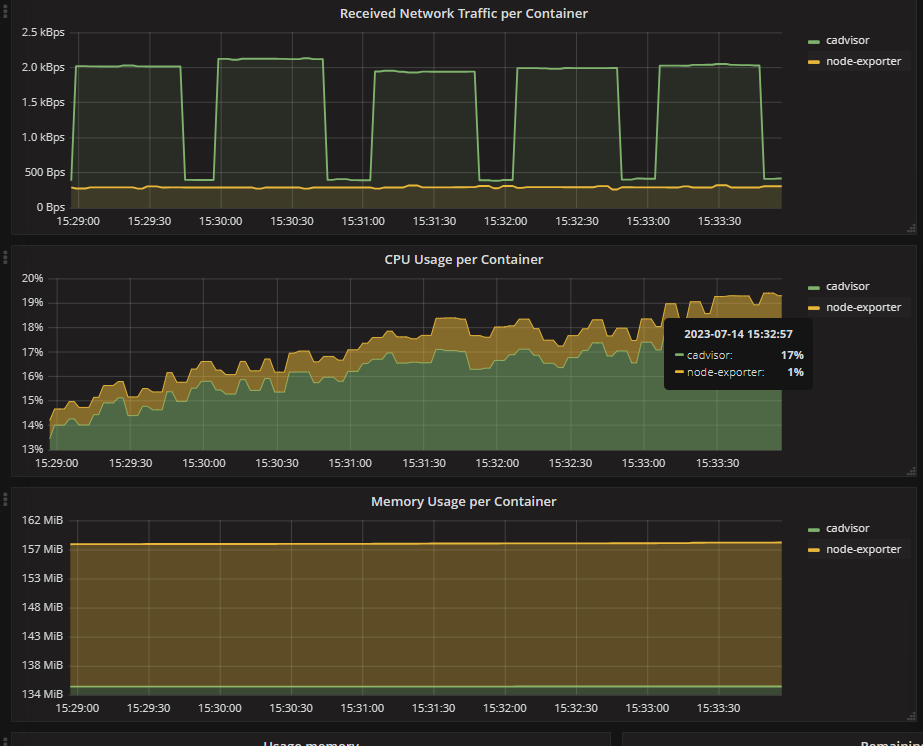 Received Network Traffic per Container
2.5 kBps
2.0 kBps
1.5 kBps
1.0 kBps
500 Bps
0 Bps
15:29:00 15:29:30 15:30:00 15:30:30 15:31:00 15:31:30 15:32:00 15:32:30 15:33:00 15:33:30
cadvisor
node-exporter
CPU Usage per Container
20%
19%
18%
17%
16%
15%
14%
13%
15:29:00 15:29:30 15:30:00 15:30:30 15:31:00 15:31:30 15:32:00 15:32:30 15:33:00 15:33:30
cadvisor
node-exporter
2023-07-14 15:32:57
cadvisor: 17%
node-exporter: 1%
Memory Usage per Container
162 MiB
157 MiB
153 MiB
148 MiB
143 MiB
138 MiB
134 MiB
15:29:00 15:29:30 15:30:00 15:30:30 15:31:00 15:31:30 15:32:00 15:32:30 15:33:00 15:33:30
cadvisor
node-exporter
Usage memory